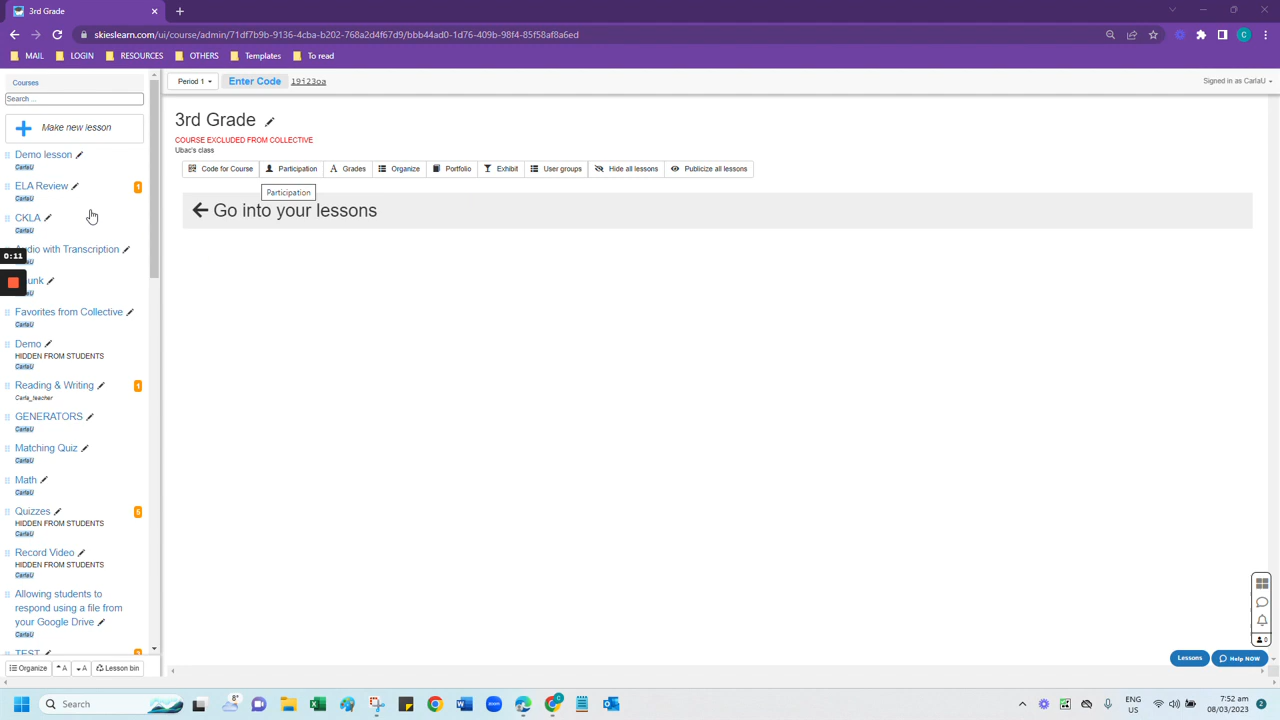 3rd Grade
skieslearn.com/ui/course/admin/71df7b9b-9136-4cba-b202-768a2d4f67d9/bbb44ad0-1d76-409b-98f4-85f58af8a6ed
MAIL
LOGIN
RESOURCES
OTHERS
Templates
To read
Courses
Period 1
Enter Code
19i23oa
Signed in as CarlaU
Search ...
Make new lesson
Demo lesson
CarlaU
ELA Review
1
CarlaU
CKLA
CarlaU
Audio with Transcription
0:11
Favorites from Collective
CarlaU
Demo
HIDDEN FROM STUDENTS
CarlaU
Reading & Writing
1
Carla_teacher
GENERATORS
CarlaU
Matching Quiz
CarlaU
Math
CarlaU
Quizzes
5
HIDDEN FROM STUDENTS
CarlaU
Record Video
HIDDEN FROM STUDENTS
CarlaU
Allowing students to
respond using a file from
your Google Drive
CarlaU
TEST
Organize
A
A
Lesson bin
3rd Grade
COURSE EXCLUDED FROM COLLECTIVE
Ubac's class
Code for Course
Participation
Grades
Organize
Portfolio
Exhibit
User groups
Hide all lessons
Publicize all lessons
Participation
Go into your lessons
0
Lessons
Help NOW
Search
8°
ENG
US
7:52 am
08/03/2023
2